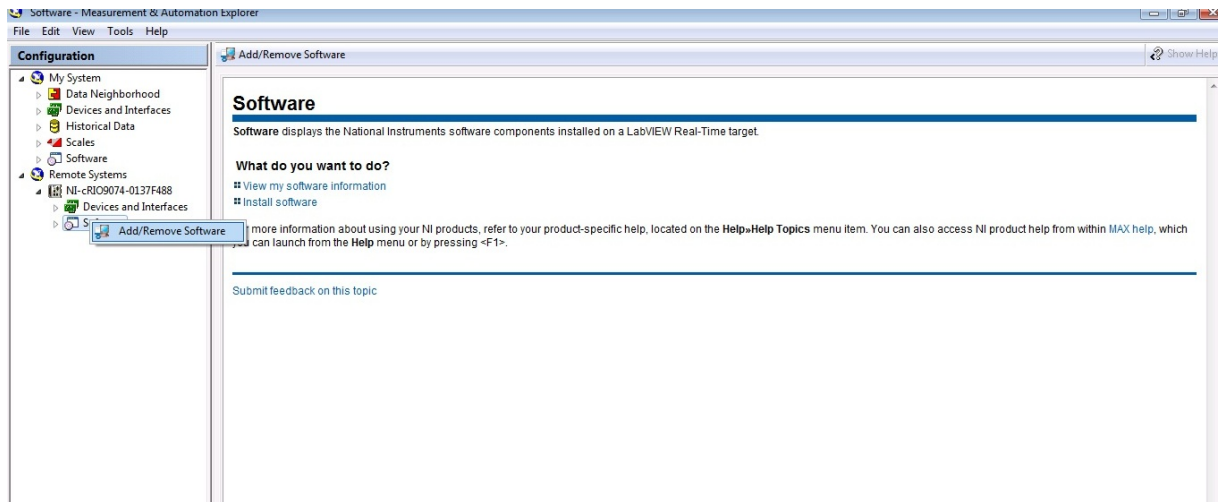 Software - Measurement & Automation Explorer
File Edit View Tools Help
Configuration
Add/Remove Software
Show Help
My System
Data Neighborhood
Devices and Interfaces
Historical Data
Scales
Software
Remote Systems
NI-cRIO9074-0137F488
Devices and Interfaces
Add/Remove Software
Software
Software displays the National Instruments software components installed on a LabVIEW Real-Time target.
What do you want to do?
View my software information
Install software
more information about using your NI products, refer to your product-specific help, located on the Help»Help Topics menu item. You can also access NI product help from within MAX help, which
can launch from the Help menu or by pressing <F1>.
Submit feedback on this topic